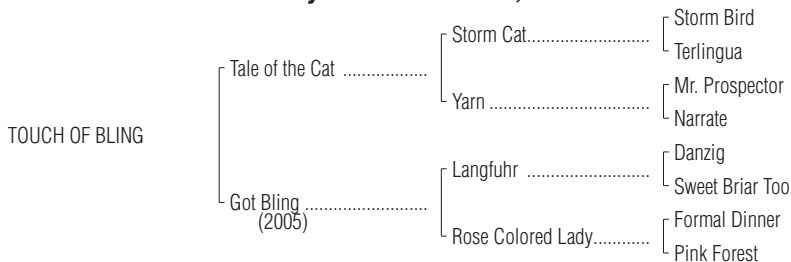 Storm Bird
Storm Cat..............................
Terlingua
Tale of the Cat ..................
Mr. Prospector
Yarn ......................................
Narrate
TOUCH OF BLING
Danzig
Langfuhr .............................
Sweet Briar Too
Got Bling ...........................
(2005)
Formal Dinner
Rose Colored Lady............
Pink Forest